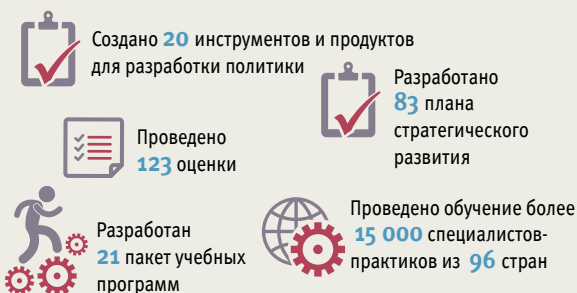 Создано 20 инструментов и продуктов
для разработки политики
Разработано
83 плана
стратегического
развития
Проведено
123 оценки
Разработан
21 пакет учебных
программ
Проведено обучение более
15 000 специалистов-
практиков из 96 стран